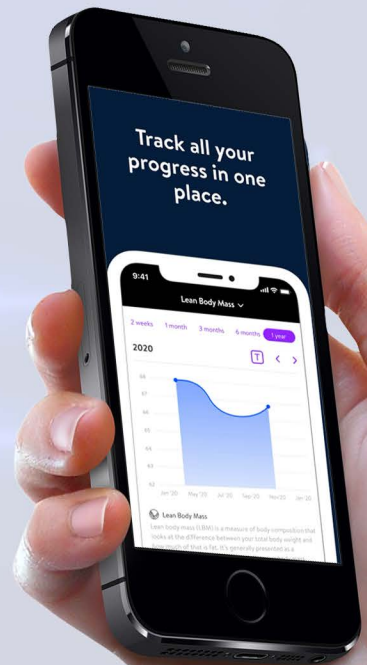 Track all your
progress in one
place.
9:41
Lean Body Mass
2 weeks 1 month 3 months 6 months 1 year
2020
T
68
67
65
64
63
62
Jan '20 May '20 Jul '20 Sep '20 Nov '20 Jan '20
Lean Body Mass
Lean body mass (LBM) is a measure of body composition that
looks at the difference between your total body weight and
how much of that is fat. It's generally presented as a